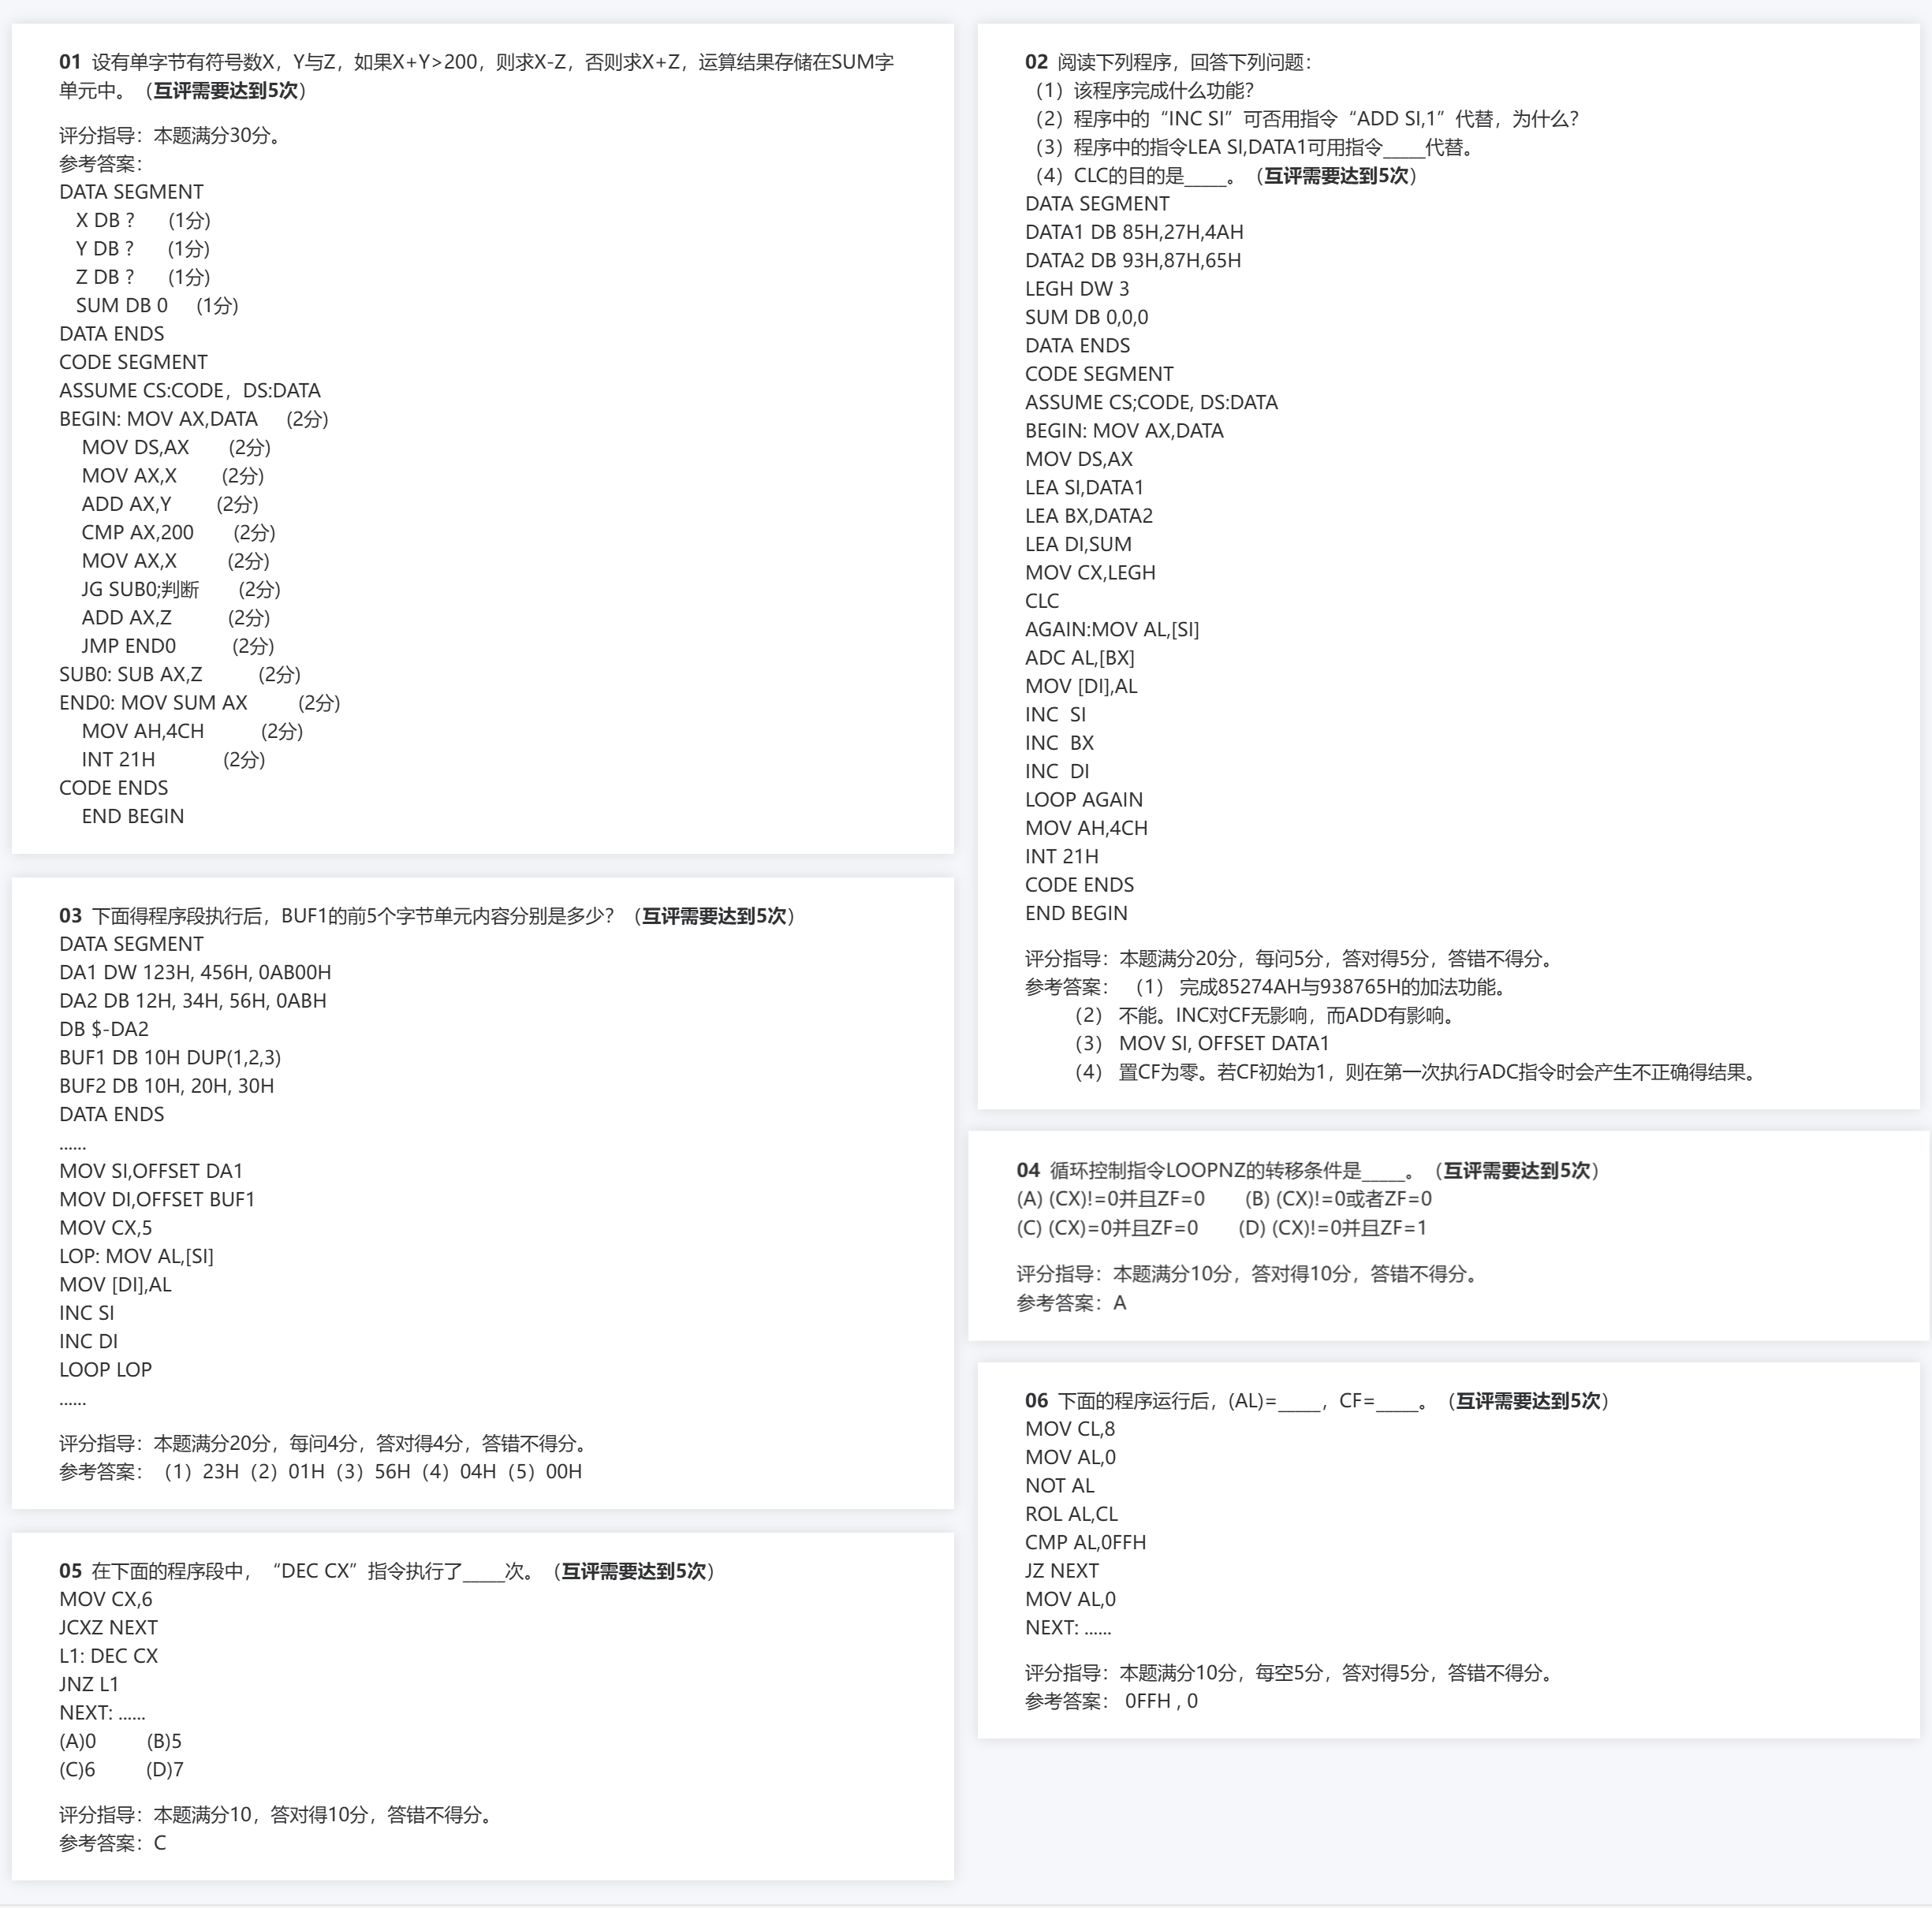 01 设有单字节有符号数X，Y与Z，如果X+Y>200，则求X-Z，否则求X+Z，运算结果存储在SUM字
单元中。（互评需要达到5次）
评分指导：本题满分30分。
参考答案：
DATA SEGMENT
X DB ? (1分)
Y DB ? (1分)
Z DB ? (1分)
SUM DB 0 (1分)
DATA ENDS
CODE SEGMENT
ASSUME CS:CODE，DS:DATA
BEGIN: MOV AX,DATA (2分)
MOV DS,AX (2分)
MOV AX,X (2分)
ADD AX,Y (2分)
CMP AX,200 (2分)
MOV AX,X (2分)
JG SUB0;判断 (2分)
ADD AX,Z (2分)
JMP END0 (2分)
SUB0: SUB AX,Z (2分)
END0: MOV SUM AX (2分)
MOV AH,4CH (2分)
INT 21H (2分)
CODE ENDS
END BEGIN
02 阅读下列程序，回答下列问题：
（1）该程序完成什么功能？
（2）程序中的“INC SI”可否用指令“ADD SI,1”代替，为什么？
（3）程序中的指令LEA SI,DATA1可用指令_____代替。
（4）CLC的目的是_____。（互评需要达到5次）
DATA SEGMENT
DATA1 DB 85H,27H,4AH
DATA2 DB 93H,87H,65H
LEGH DW 3
SUM DB 0,0,0
DATA ENDS
CODE SEGMENT
ASSUME CS;CODE, DS:DATA
BEGIN: MOV AX,DATA
MOV DS,AX
LEA SI,DATA1
LEA BX,DATA2
LEA DI,SUM
MOV CX,LEGH
CLC
AGAIN:MOV AL,[SI]
ADC AL,[BX]
MOV [DI],AL
INC SI
INC BX
INC DI
LOOP AGAIN
MOV AH,4CH
INT 21H
CODE ENDS
END BEGIN
评分指导：本题满分20分，每问5分，答对得5分，答错不得分。
参考答案：（1） 完成85274AH与938765H的加法功能。
（2） 不能。INC对CF无影响，而ADD有影响。
（3） MOV SI, OFFSET DATA1
（4） 置CF为零。若CF初始为1，则在第一次执行ADC指令时会产生不正确得结果。
03 下面得程序段执行后，BUF1的前5个字节单元内容分别是多少？（互评需要达到5次）
DATA SEGMENT
DA1 DW 123H, 456H, 0AB00H
DA2 DB 12H, 34H, 56H, 0ABH
DB $-DA2
BUF1 DB 10H DUP(1,2,3)
BUF2 DB 10H, 20H, 30H
DATA ENDS
......
MOV SI,OFFSET DA1
MOV DI,OFFSET BUF1
MOV CX,5
LOP: MOV AL,[SI]
MOV [DI],AL
INC SI
INC DI
LOOP LOP
......
评分指导：本题满分20分，每问4分，答对得4分，答错不得分。
参考答案：（1）23H（2）01H（3）56H（4）04H（5）00H
04 循环控制指令LOOPNZ的转移条件是_____。（互评需要达到5次）
(A) (CX)!=0并且ZF=0 (B) (CX)!=0或者ZF=0
(C) (CX)=0并且ZF=0 (D) (CX)!=0并且ZF=1
评分指导：本题满分10分，答对得10分，答错不得分。
参考答案：A
05 在下面的程序段中，“DEC CX”指令执行了_____次。（互评需要达到5次）
MOV CX,6
JCXZ NEXT
L1: DEC CX
JNZ L1
NEXT: ......
(A)0 (B)5
(C)6 (D)7
评分指导：本题满分10，答对得10分，答错不得分。
参考答案：C
06 下面的程序运行后，(AL)=_____，CF=_____。（互评需要达到5次）
MOV CL,8
MOV AL,0
NOT AL
ROL AL,CL
CMP AL,0FFH
JZ NEXT
MOV AL,0
NEXT: ......
评分指导：本题满分10分，每空5分，答对得5分，答错不得分。
参考答案： 0FFH , 0